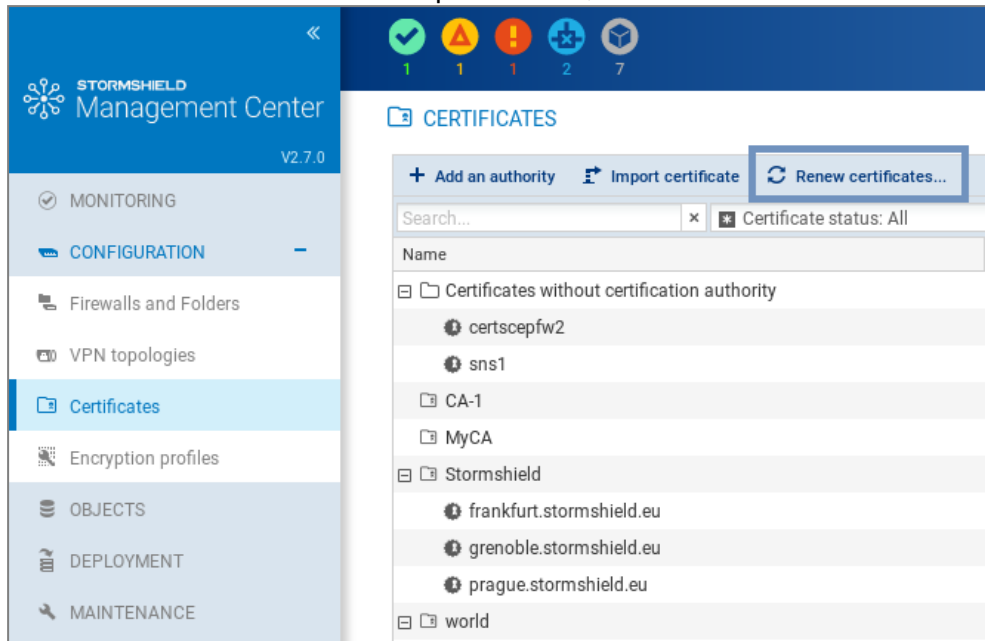 «
STORMSHIELD
Management Center
V2.7.0
1 1 1 2 7
CERTIFICATES
+ Add an authority Import certificate Renew certificates...
Search... × Certificate status: All
Name
MONITORING
CONFIGURATION –
Firewalls and Folders
VPN topologies
Certificates
Encryption profiles
OBJECTS
DEPLOYMENT
MAINTENANCE
Certificates without certification authority
certscepfw2
sns1
CA-1
MyCA
Stormshield
frankfurt.stormshield.eu
grenoble.stormshield.eu
prague.stormshield.eu
world